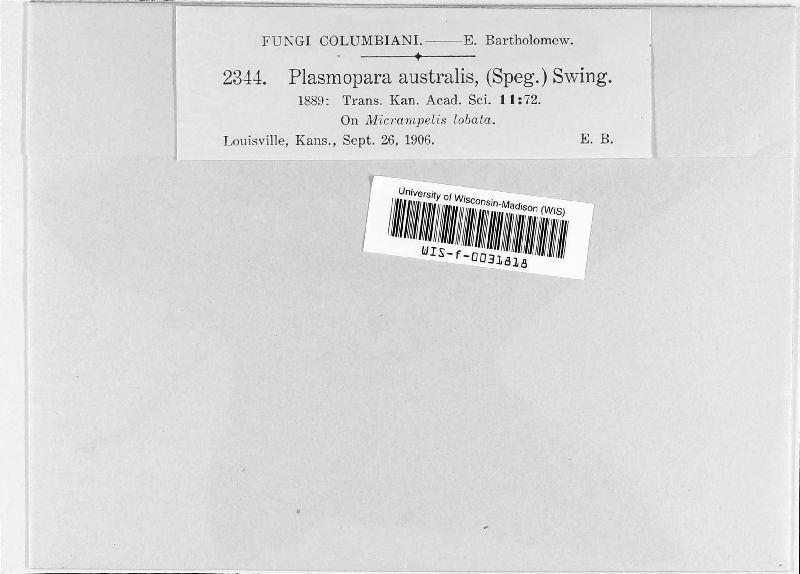 FUNGI COLUMBIANI.——E. Bartholomew.
2344. Plasmopara australis, (Speg.) Swing.
1889: Trans. Kan. Acad. Sci. 11:72.
On Micrampelis lobata.
Louisville, Kans., Sept. 26, 1906. E. B.
University of Wisconsin-Madison (WIS)
WIS-f-0031818